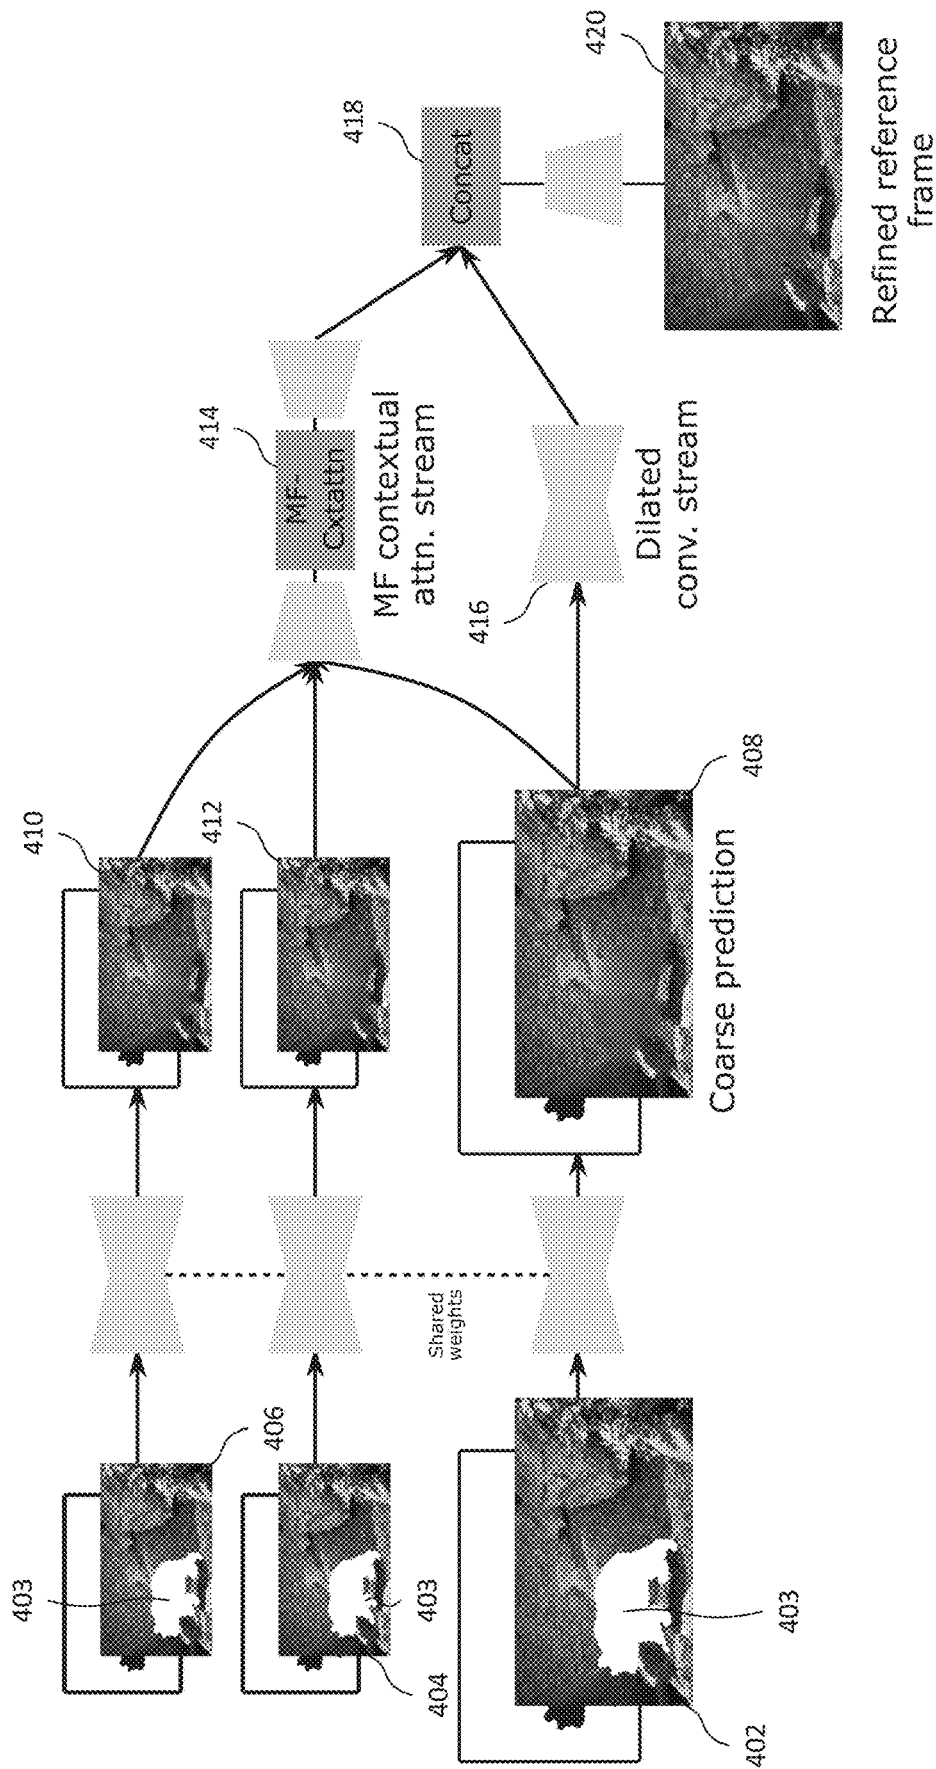 403
406
403
404
Shared
weights
403
402
410
412
Coarse prediction
408
414
MF-
Cxtattn
MF contextual
attn. stream
416
Dilated
conv. stream
418
Concat
420
Refined reference
frame